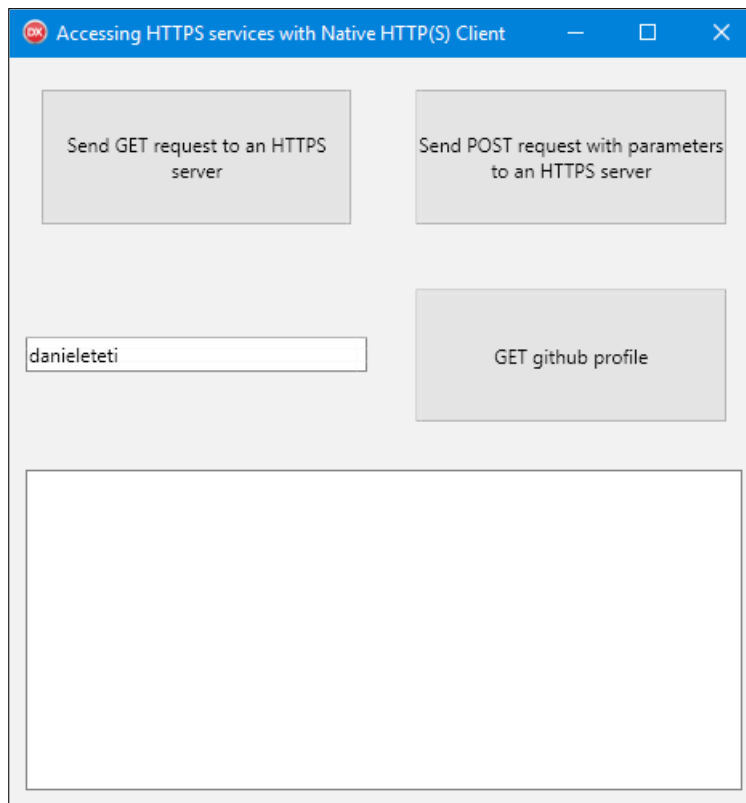 DX Accessing HTTPS services with Native HTTP(S) Client
Send GET request to an HTTPS
server
Send POST request with parameters
to an HTTPS server
danieleteti
GET github profile